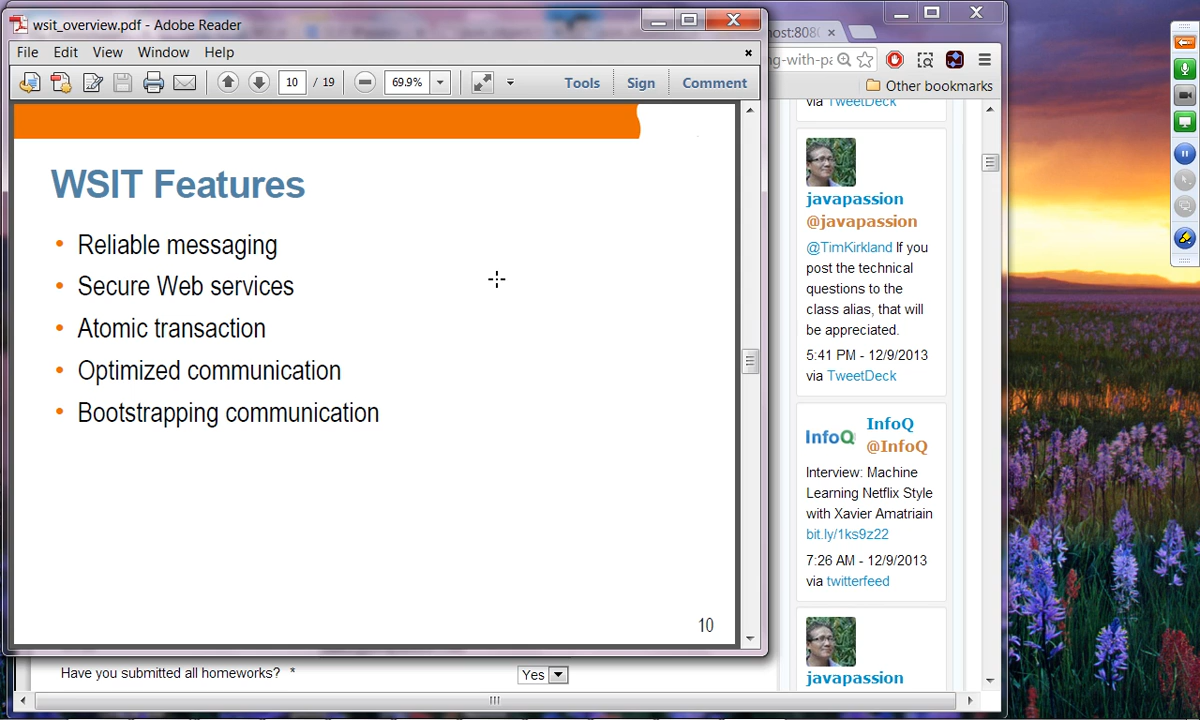 wsit_overview.pdf - Adobe Reader
File Edit View Window Help
10 / 19 69.9% Tools Sign Comment
WSIT Features
• Reliable messaging
• Secure Web services
• Atomic transaction
• Optimized communication
• Bootstrapping communication
10
Other bookmarks
via TweetDeck
javapassion
@javapassion
@TimKirkland If you
post the technical
questions to the
class alias, that will
be appreciated.
5:41 PM - 12/9/2013
via TweetDeck
InfoQ InfoQ
@InfoQ
Interview: Machine
Learning Netflix Style
with Xavier Amatriain
bit.ly/1ks9z22
7:26 AM - 12/9/2013
via twitterfeed
javapassion
Have you submitted all homeworks? * Yes